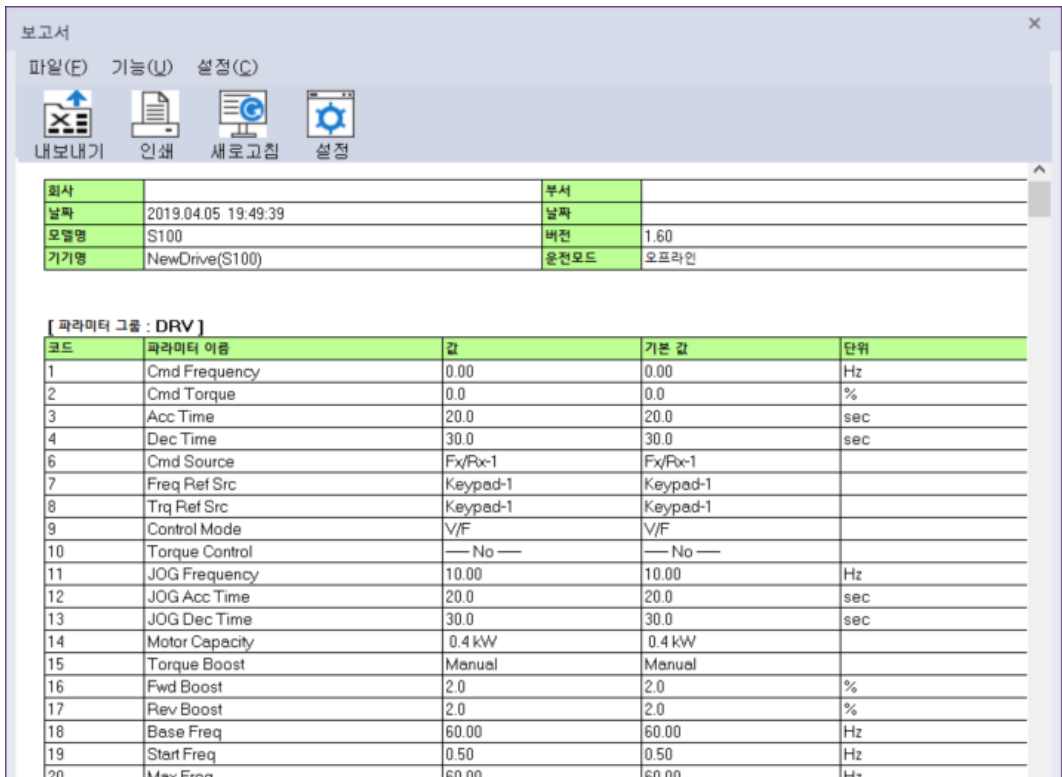 보고서
파일(F) 기능(U) 설정(C)
내보내기 인쇄 새로고침 설정
회사 부서
날짜 2019.04.05 19:49:39 날짜
모델명 S100 버전 1.60
기기명 NewDrive(S100) 운전모드 오프라인
[ 파라미터 그룹 : DRV ]
코드 파라미터 이름 값 기본 값 단위
1 Cmd Frequency 0.00 0.00 Hz
2 Cmd Torque 0.0 0.0 %
3 Acc Time 20.0 20.0 sec
4 Dec Time 30.0 30.0 sec
6 Cmd Source Fx/Rx-1 Fx/Rx-1
7 Freq Ref Src Keypad-1 Keypad-1
8 Trq Ref Src Keypad-1 Keypad-1
9 Control Mode V/F V/F
10 Torque Control --- No --- --- No ---
11 JOG Frequency 10.00 10.00 Hz
12 JOG Acc Time 20.0 20.0 sec
13 JOG Dec Time 30.0 30.0 sec
14 Motor Capacity 0.4 kW 0.4 kW
15 Torque Boost Manual Manual
16 Fwd Boost 2.0 2.0 %
17 Rev Boost 2.0 2.0 %
18 Base Freq 60.00 60.00 Hz
19 Start Freq 0.50 0.50 Hz
20 Max Freq 60.00 60.00 Hz